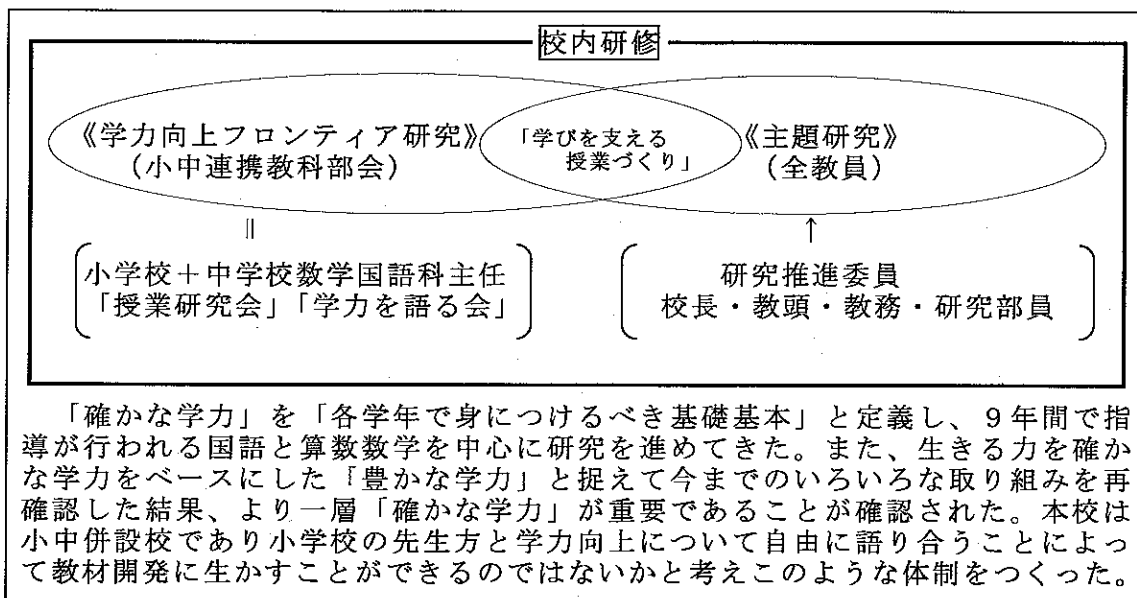 校内研修
《学力向上フロンティア研究》
(小中連携教科部会)
「学びを支える
授業づくり」
《主題研究》
(全教員)
||
↑
小学校+中学校数学国語科主任
「授業研究会」「学力を語る会」
研究推進委員
校長・教頭・教務・研究部員
「確かな学力」を「各学年で身につけるべき基礎基本」と定義し、9年間で指
導が行われる国語と算数数学を中心に研究を進めてきた。また、生きる力を確か
な学力をベースにした「豊かな学力」と捉えて今までのいろいろな取り組みを再
確認した結果、より一層「確かな学力」が重要であることが確認された。本校は
小中併設校であり小学校の先生方と学力向上について自由に語り合うことによっ
て教材開発に生かすことができるのではないかと考えこのような体制をつくった。